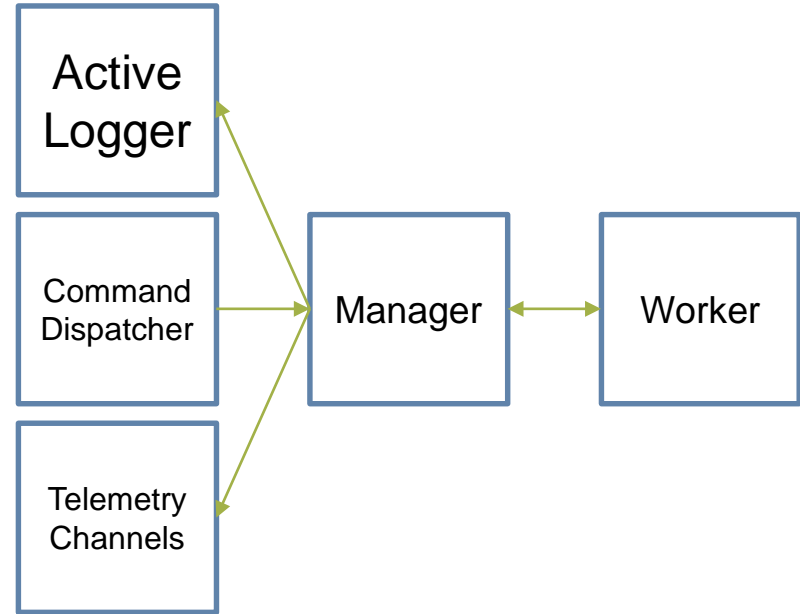 Active
Logger
Command
Dispatcher
Manager
Worker
Telemetry
Channels